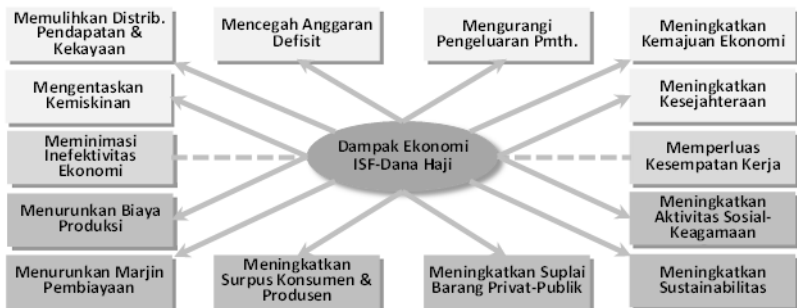 Memulihkan Distrib.
Pendapatan &
Kekayaan
Mencegah Anggaran
Defisit
Mengurangi
Pengeluaran Pmth.
Meningkatkan
Kemajuan Ekonomi
Mengentaskan
Kemiskinan
Meningkatkan
Kesejahteraan
Meminimasi
Inefektivitas
Ekonomi
Dampak Ekonomi
ISF-Dana Haji
Memperluas
Kesempatan Kerja
Menurunkan Biaya
Produksi
Meningkatkan
Aktivitas Sosial-
Keagamaan
Menurunkan Marjin
Pembiayaan
Meningkatkan
Surpus Konsumen &
Produsen
Meningkatkan Suplai
Barang Privat-Publik
Meningkatkan
Sustainabilitas